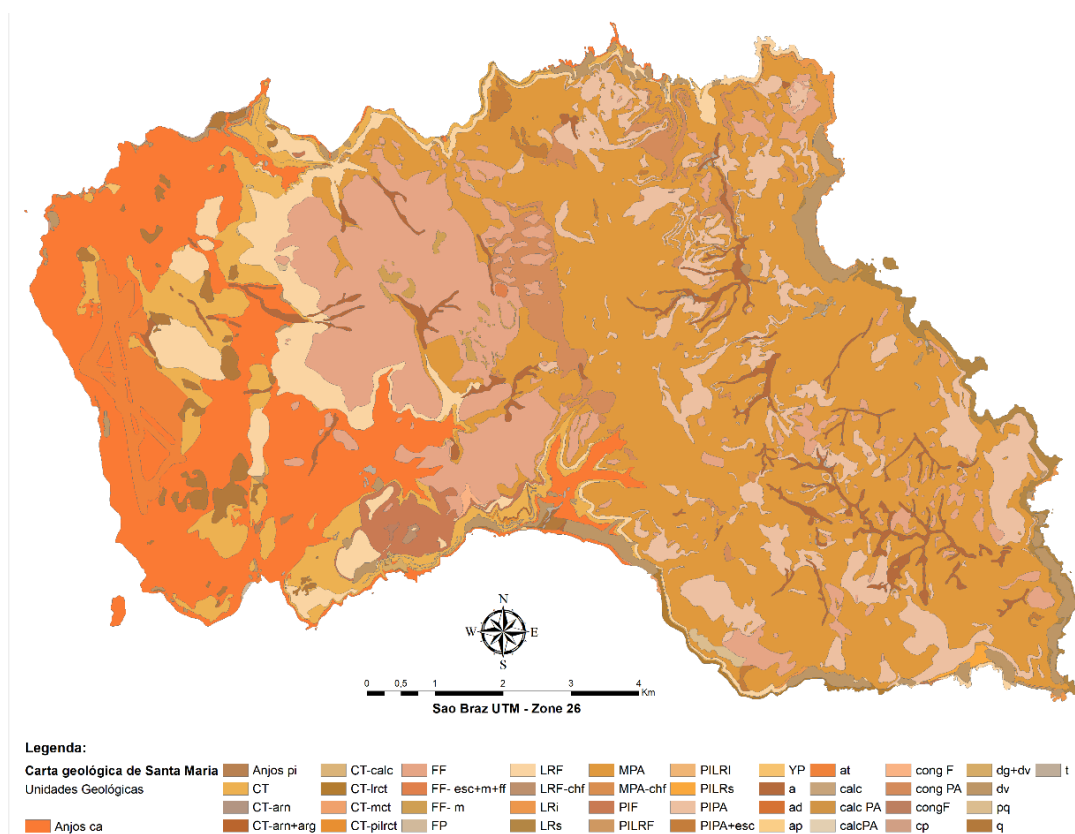 N
W E
S
0 0,5 1 2 3 4
Km
Sao Braz UTM - Zone 26
Legenda:
Carta geológica de Santa Maria
Unidades Geológicas
Anjos ca
Anjos pi
CT
CT-arn
CT-arn+arg
CT-calc
CT-lrct
CT-mct
CT-pilrct
FF
FF- esc+m+ff
FF- m
FP
LRF
LRF-chf
LRi
LRs
MPA
MPA-chf
PIF
PILRF
PILRI
PILRs
PIPA
PIPA+esc
YP
a
ad
ap
at
calc
calc PA
calcPA
cong F
cong PA
congF
cp
dg+dv
dv
pq
q
t